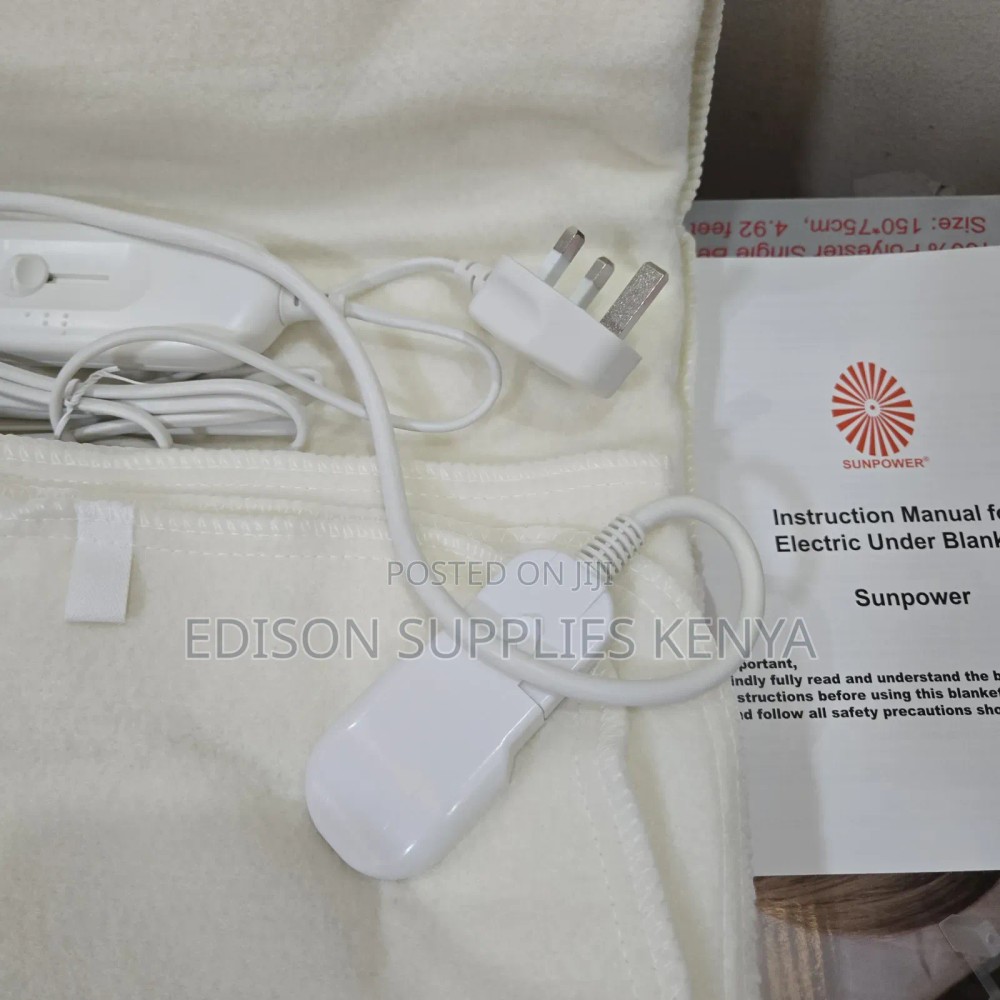 Size: 150*75cm, 4.92 feet
100% Polyester Single Be
SUNPOWER®
Instruction Manual fo
Electric Under Blank
Sunpower
portant,
indly fully read and understand the b
structions before using this blanket
nd follow all safety precautions sho
POSTED ON JIJI
EDISON SUPPLIES KENYA